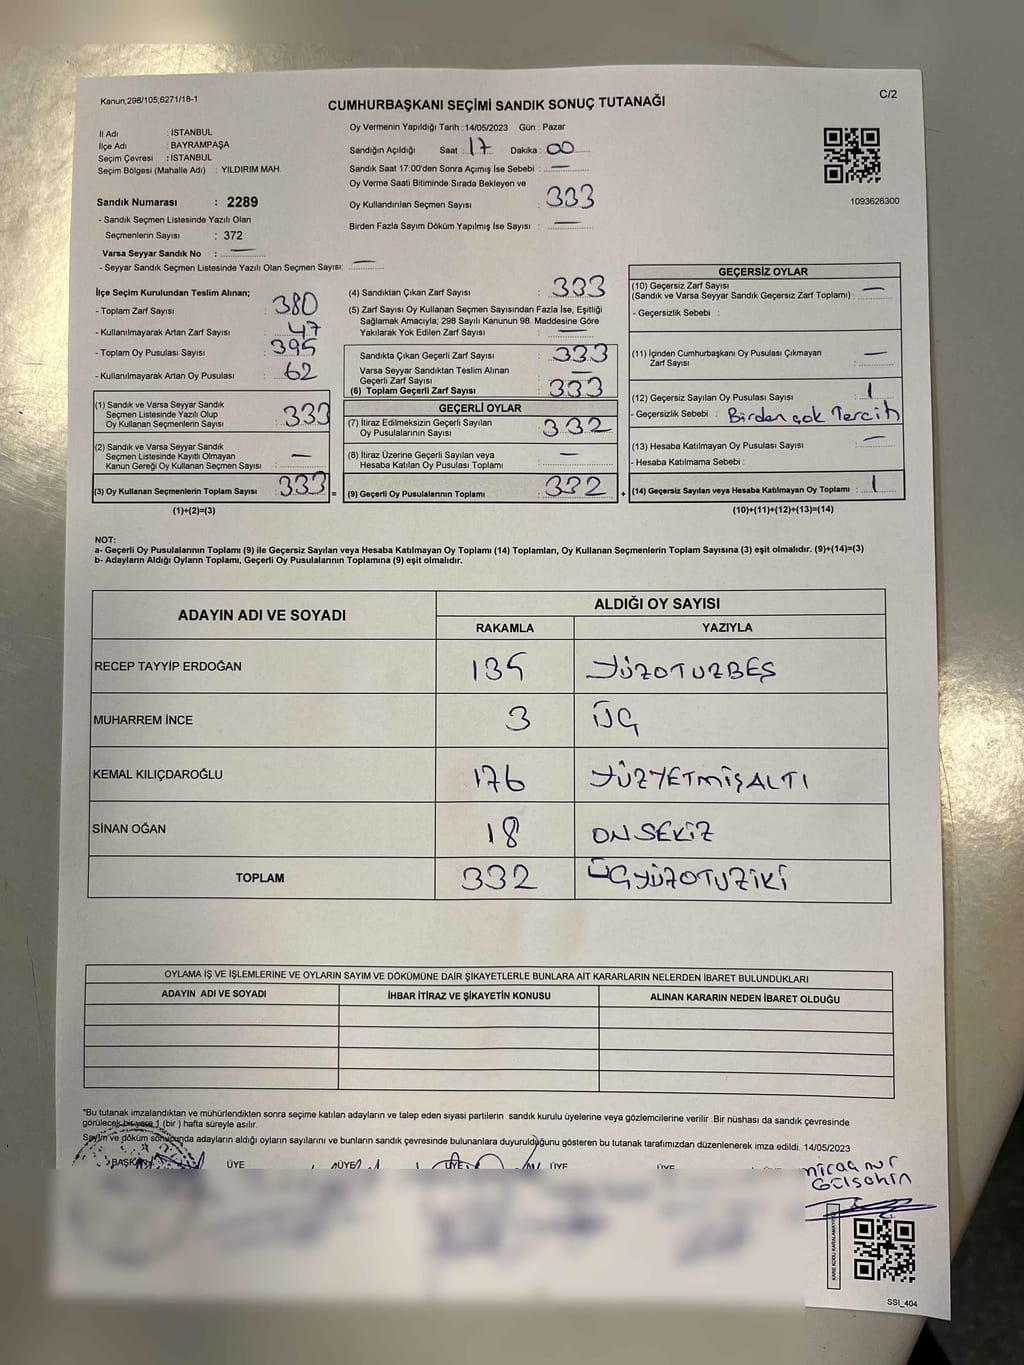 Kanun;298/105;6271/18-1
C/2
CUMHURBAŞKANI SEÇİMİ SANDIK SONUÇ TUTANAĞI
İl Adı : İSTANBUL
İlçe Adı : BAYRAMPAŞA
Seçim Çevresi : İSTANBUL
Seçim Bölgesi (Mahalle Adı) : YILDIRIM MAH.
Sandık Numarası : 2289
- Sandık Seçmen Listesinde Yazılı Olan
Seçmenlerin Sayısı : 372
Varsa Seyyar Sandık No : —
- Seyyar Sandık Seçmen Listesinde Yazılı Olan Seçmen Sayısı: —
Oy Vermenin Yapıldığı Tarih :14/05/2023 Gün : Pazar
Sandığın Açıldığı Saat : 17 Dakika : 00
Sandık Saat 17:00'den Sonra Açımış İse Sebebi : —
Oy Verme Saati Bitiminde Sırada Bekleyen ve
Oy Kullandırılan Seçmen Sayısı : 333
Birden Fazla Sayım Döküm Yapılmış İse Sayısı : —
1093626300
İlçe Seçim Kurulundan Teslim Alınan;
- Toplam Zarf Sayısı : 380
- Kullanılmayarak Artan Zarf Sayısı : 47
- Toplam Oy Pusulası Sayısı : 395
- Kullanılmayarak Artan Oy Pusulası : 62
(1) Sandık ve Varsa Seyyar Sandık
Seçmen Listesinde Yazılı Olup
Oy Kullanan Seçmenlerin Sayısı : 333
(2) Sandık ve Varsa Seyyar Sandık
Seçmen Listesinde Kayıtlı Olmayan
Kanun Gereği Oy Kullanan Seçmen Sayısı : —
(3) Oy Kullanan Seçmenlerin Toplam Sayısı : 333 =
(1)+(2)=(3)
(4) Sandıktan Çıkan Zarf Sayısı : 333
(5) Zarf Sayısı Oy Kullanan Seçmen Sayısından Fazla İse, Eşitliği
Sağlamak Amacıyla; 298 Sayılı Kanunun 98. Maddesine Göre
Yakılarak Yok Edilen Zarf Sayısı : —
Sandıkta Çıkan Geçerli Zarf Sayısı : 333
Varsa Seyyar Sandıktan Teslim Alınan
Geçerli Zarf Sayısı : —
(6) Toplam Geçerli Zarf Sayısı : 333
GEÇERLİ OYLAR
(7) İtiraz Edilmeksizin Geçerli Sayılan
Oy Pusulalarının Sayısı : 332
(8) İtiraz Üzerine Geçerli Sayılan veya
Hesaba Katılan Oy Pusulası Toplamı : —
(9) Geçerli Oy Pusulalarının Toplamı : 332 +
GEÇERSİZ OYLAR
(10) Geçersiz Zarf Sayısı
(Sandık ve Varsa Seyyar Sandık Geçersiz Zarf Toplamı) : —
- Geçersizlik Sebebi :
(11) İçinden Cumhurbaşkanı Oy Pusulası Çıkmayan
Zarf Sayısı : —
(12) Geçersiz Sayılan Oy Pusulası Sayısı : 1
- Geçersizlik Sebebi : Birden çok Tercih
(13) Hesaba Katılmayan Oy Pusulası Sayısı : —
- Hesaba Katılmama Sebebi :
(14) Geçersiz Sayılan veya Hesaba Katılmayan Oy Toplamı : 1
(10)+(11)+(12)+(13)=(14)
NOT:
a- Geçerli Oy Pusulalarının Toplamı (9) ile Geçersiz Sayılan veya Hesaba Katılmayan Oy Toplamı (14) Toplamları, Oy Kullanan Seçmenlerin Toplam Sayısına (3) eşit olmalıdır. (9)+(14)=(3)
b- Adayların Aldığı Oyların Toplamı, Geçerli Oy Pusulalarının Toplamına (9) eşit olmalıdır.
ADAYIN ADI VE SOYADI
ALDIĞI OY SAYISI
RAKAMLA YAZIYLA
RECEP TAYYİP ERDOĞAN 135 YÜZOTUZBEŞ
MUHARREM İNCE 3 ÜÇ
KEMAL KILIÇDAROĞLU 176 YÜZYETMİŞALTI
SİNAN OĞAN 18 ONSEKİZ
TOPLAM 332 ÜÇYÜZOTUZİKİ
OYLAMA İŞ VE İŞLEMLERİNE VE OYLARIN SAYIM VE DÖKÜMÜNE DAİR ŞİKAYETLERLE BUNLARA AİT KARARLARIN NELERDEN İBARET BULUNDUKLARI
ADAYIN ADI VE SOYADI İHBAR İTİRAZ VE ŞİKAYETİN KONUSU ALINAN KARARIN NEDEN İBARET OLDUĞU
*Bu tutanak imzalandıktan ve mühürlendikten sonra seçime katılan adayların ve talep eden siyasi partilerin sandık kurulu üyelerine veya gözlemcilerine verilir .Bir nüshası da sandık çevresinde
görülecek bir yere 1 (bir ) hafta süreyle asılır.
Sayım ve döküm sonucunda adayların aldığı oyların sayılarını ve bunların sandık çevresinde bulunanlara duyurulduğunu gösteren bu tutanak tarafımızdan düzenlenerek imza edildi. 14/05/2023
BAŞKAN ÜYE ÜYE ÜYE ÜYE ÜYE
KARE KODU KARALAMAYINIZ
SSI_404